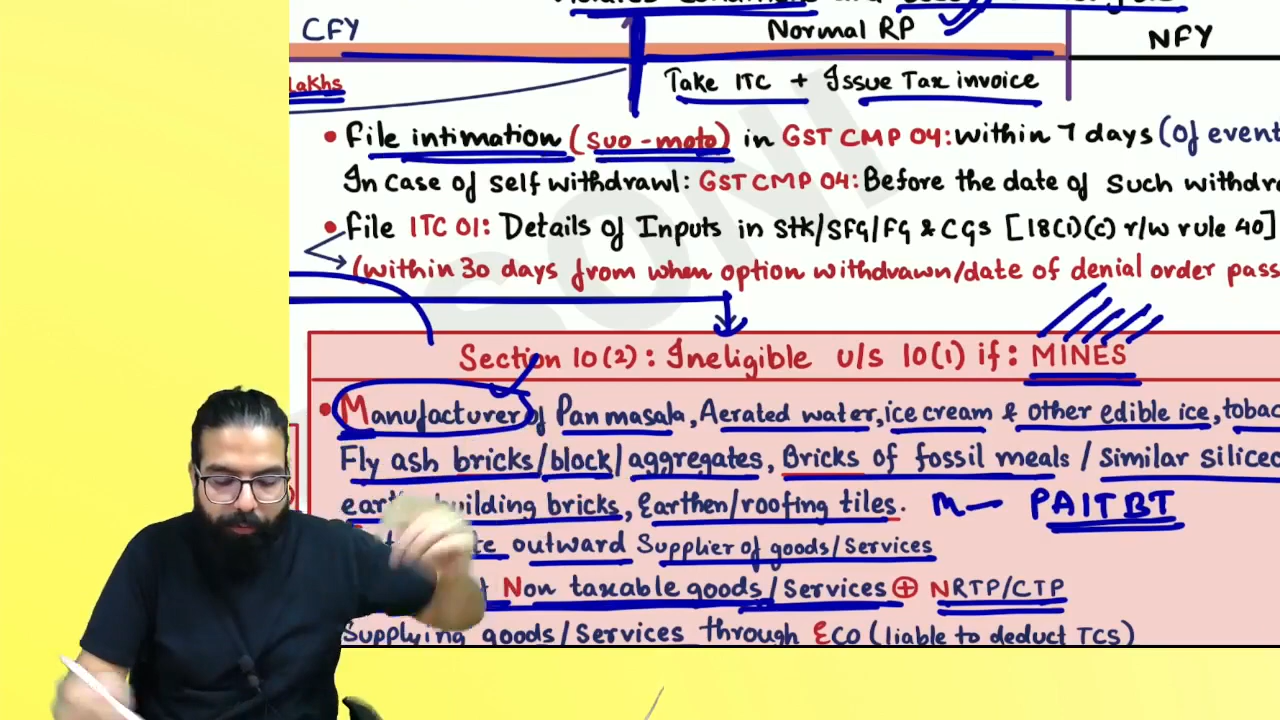 CFY
Normal RP
NFY
lakhs
Take ITC + Issue Tax invoice
• File intimation (suo-moto) in GST CMP 04: within 7 days (of event
In case of self withdrawl: GST CMP 04: Before the date of such withdra
• File ITC 01: Details of Inputs in stk/SFG/FG & CGS [18(1)(c) r/w rule 40]
(within 30 days from when option withdrawn/date of denial order pass
Section 10(2): Ineligible u/s 10(1) if: MINES
• Manufacturer of Pan masala, Aerated water, ice cream & other edible ice, tobac
Fly ash bricks/block/aggregates, Bricks of fossil meals / Similar siliceo
earth building bricks, Earthen/roofing tiles. M— PAITBT
outward Supplier of goods/Services
Non taxable goods/Services ⊕ NRTP/CTP
Supplying goods/Services through ECO (liable to deduct TCS)
SONI